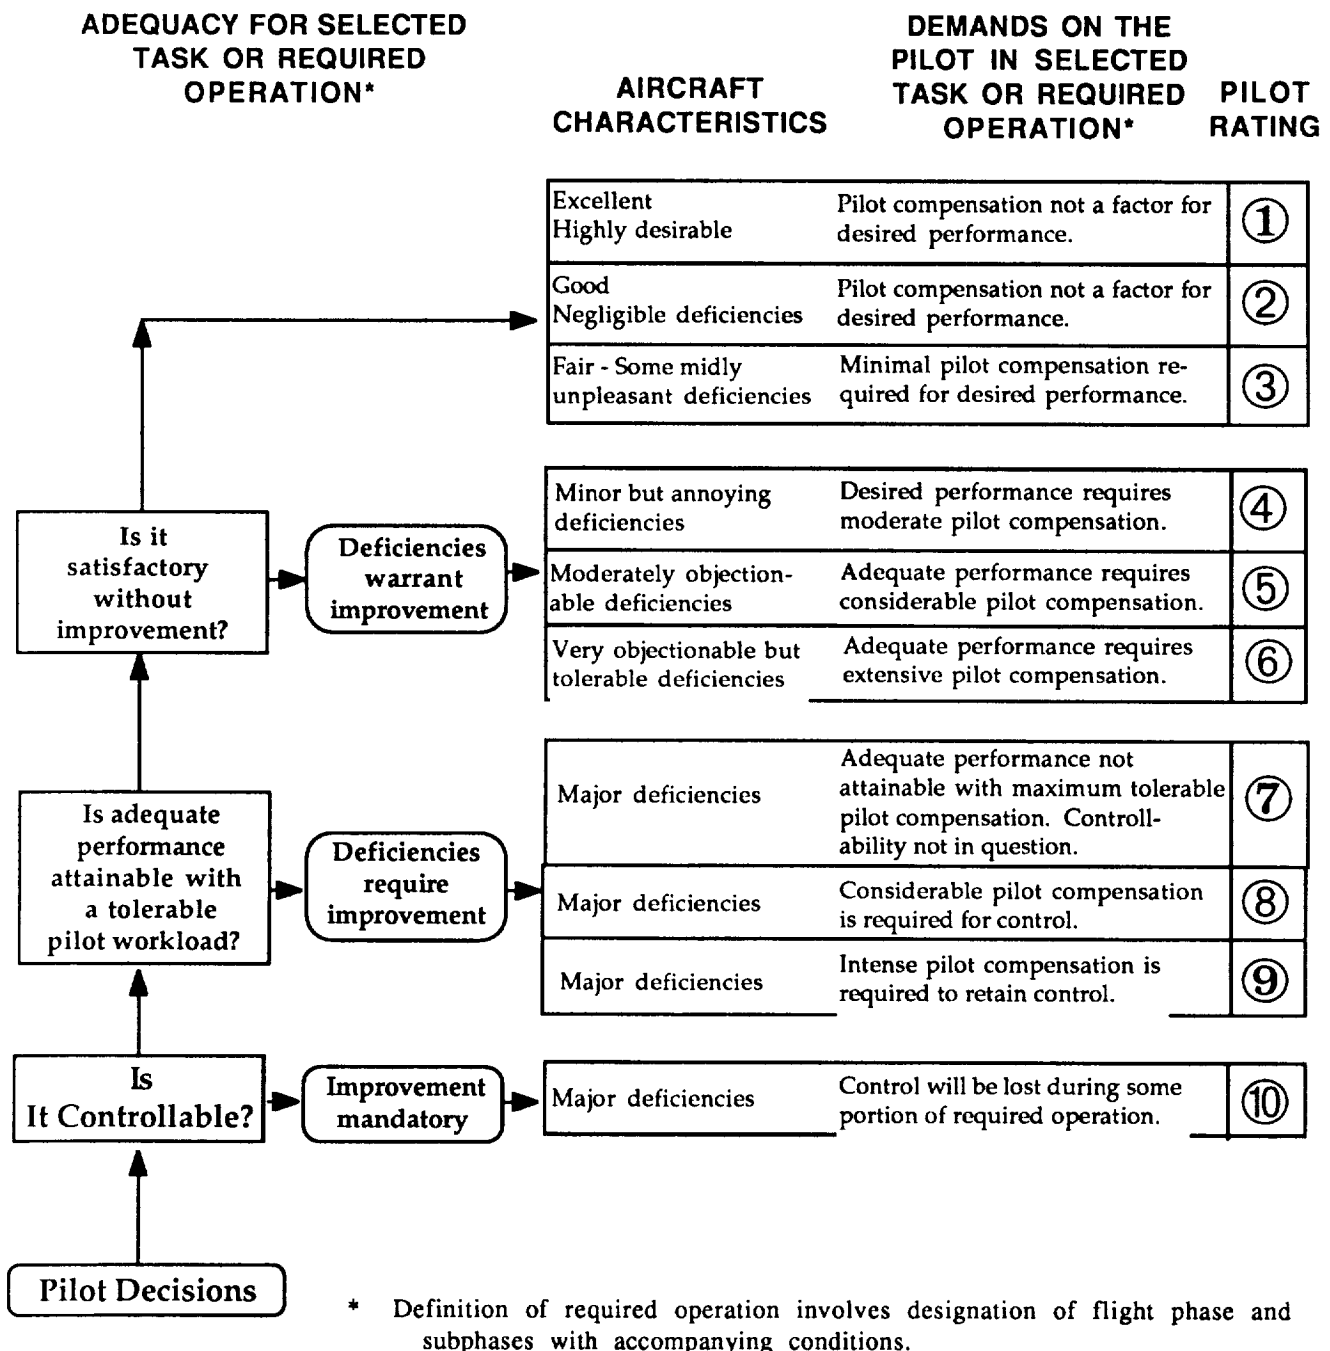 ADEQUACY FOR SELECTED
TASK OR REQUIRED
OPERATION*
AIRCRAFT
CHARACTERISTICS
DEMANDS ON THE
PILOT IN SELECTED
TASK OR REQUIRED
OPERATION*
PILOT
RATING
Excellent
Highly desirable
Pilot compensation not a factor for
desired performance.
1
Good
Negligible deficiencies
Pilot compensation not a factor for
desired performance.
2
Fair - Some midly
unpleasant deficiencies
Minimal pilot compensation re-
quired for desired performance.
3
Is it
satisfactory
without
improvement?
Deficiencies
warrant
improvement
Minor but annoying
deficiencies
Desired performance requires
moderate pilot compensation.
4
Moderately objection-
able deficiencies
Adequate performance requires
considerable pilot compensation.
5
Very objectionable but
tolerable deficiencies
Adequate performance requires
extensive pilot compensation.
6
Is adequate
performance
attainable with
a tolerable
pilot workload?
Deficiencies
require
improvement
Major deficiencies
Adequate performance not
attainable with maximum tolerable
pilot compensation. Controll-
ability not in question.
7
Major deficiencies
Considerable pilot compensation
is required for control.
8
Major deficiencies
Intense pilot compensation is
required to retain control.
9
Is
It Controllable?
Improvement
mandatory
Major deficiencies
Control will be lost during some
portion of required operation.
10
Pilot Decisions
* Definition of required operation involves designation of flight phase and
subphases with accompanying conditions.